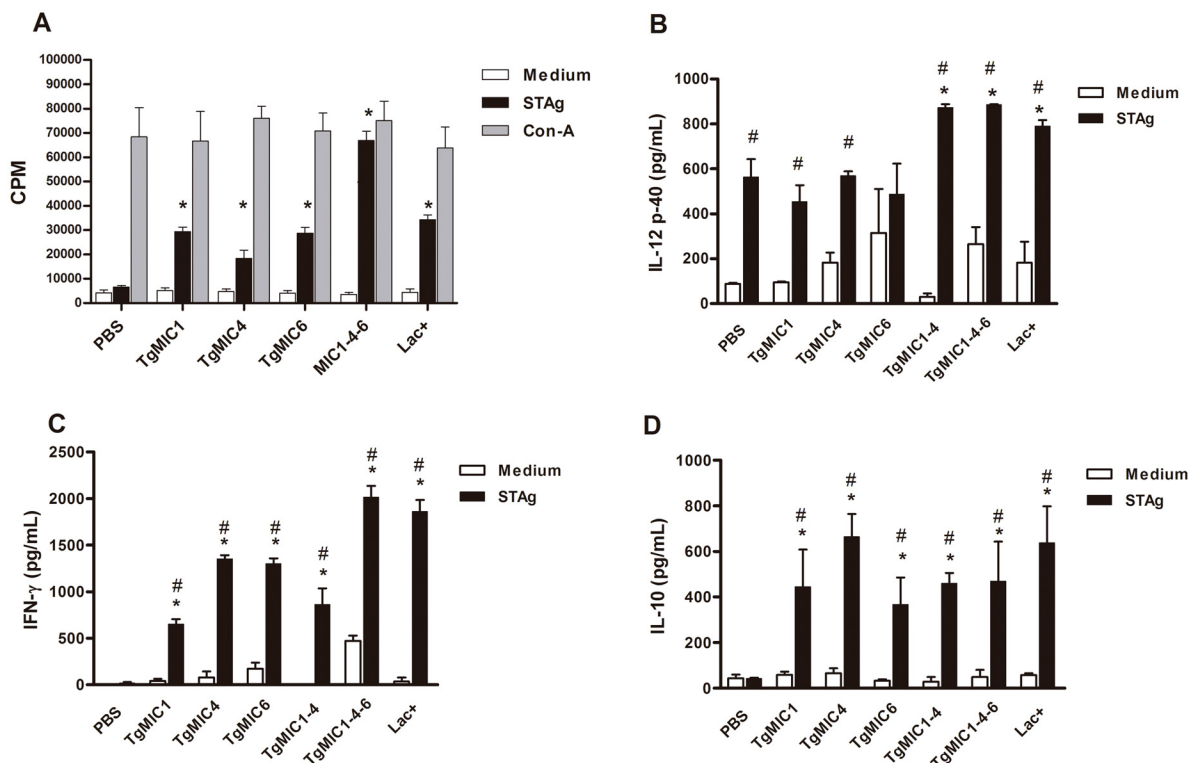 A
CPM
100000
90000
80000
70000
60000
50000
40000
30000
20000
10000
0
*
*
*
*
*
PBS
TgMIC1
TgMIC4
TgMIC6
MIC1-4-6
Lac+
Medium
STAg
Con-A
B
IL-12 p-40 (pg/mL)
1000
800
600
400
200
0
#
#
#
#
*
#
*
#
*
PBS
TgMIC1
TgMIC4
TgMIC6
TgMIC1-4
TgMIC1-4-6
Lac+
Medium
STAg
C
IFN-γ (pg/mL)
2500
2000
1500
1000
500
0
#
*
#
*
#
*
#
*
#
*
#
*
PBS
TgMIC1
TgMIC4
TgMIC6
TgMIC1-4
TgMIC1-4-6
Lac+
Medium
STAg
D
IL-10 (pg/mL)
1000
800
600
400
200
0
#
*
#
*
#
*
#
*
#
*
#
*
PBS
TgMIC1
TgMIC4
TgMIC6
TgMIC1-4
TgMIC1-4-6
Lac+
Medium
STAg